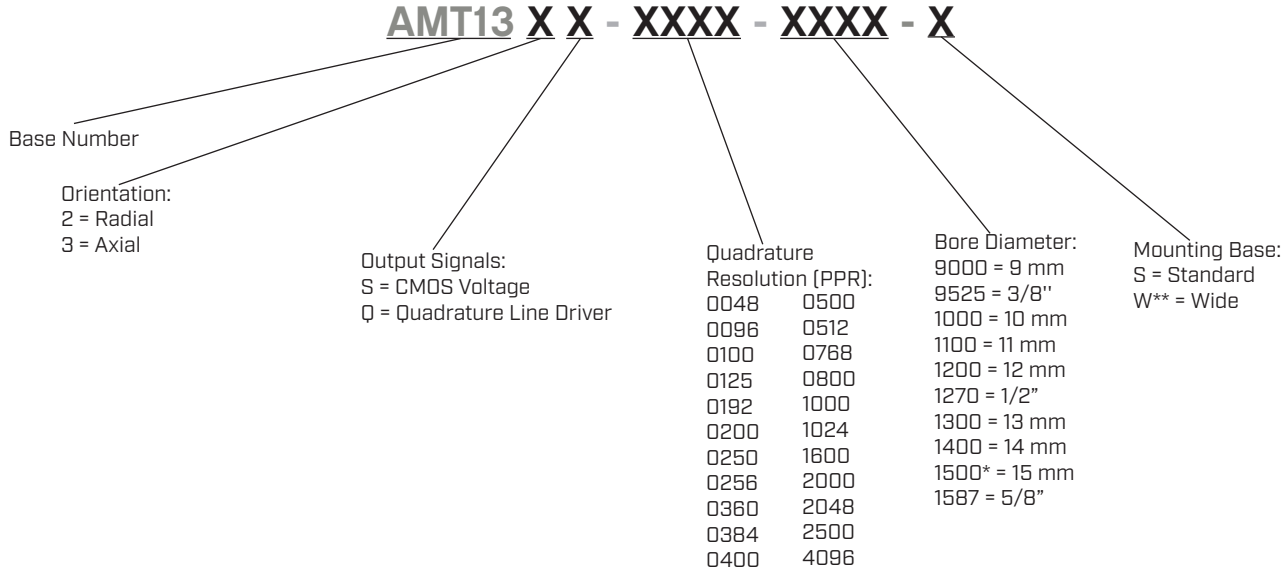 AMT13 X X - XXXX - XXXX - X
Base Number
Orientation:
2 = Radial
3 = Axial
Output Signals:
S = CMOS Voltage
Q = Quadrature Line Driver
Quadrature
Resolution (PPR):
0048 0500
0096 0512
0100 0768
0125 0800
0192 1000
0200 1024
0250 1600
0256 2000
0360 2048
0384 2500
0400 4096
Bore Diameter:
9000 = 9 mm
9525 = 3/8''
1000 = 10 mm
1100 = 11 mm
1200 = 12 mm
1270 = 1/2”
1300 = 13 mm
1400 = 14 mm
1500* = 15 mm
1587 = 5/8”
Mounting Base:
S = Standard
W** = Wide